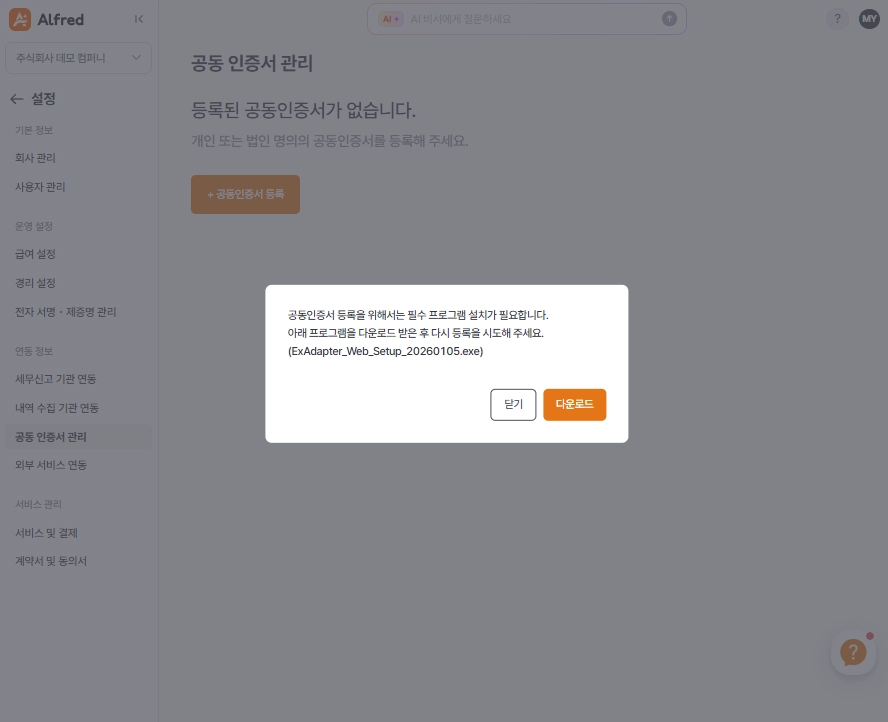 Alfred
AI+ AI 비서에게 질문하세요
?
MY
주식회사 데모 컴퍼니
설정
기본 정보
회사 관리
사용자 관리
운영 설정
급여 설정
경리 설정
전자 서명・제증명 관리
연동 정보
세무신고 기관 연동
내역 수집 기관 연동
공동 인증서 관리
외부 서비스 연동
서비스 관리
서비스 및 결제
계약서 및 동의서
공동 인증서 관리
등록된 공동인증서가 없습니다.
개인 또는 법인 명의의 공동인증서를 등록해 주세요.
+ 공동인증서 등록
공동인증서 등록을 위해서는 필수 프로그램 설치가 필요합니다.
아래 프로그램을 다운로드 받은 후 다시 등록을 시도해 주세요.
(ExAdapter_Web_Setup_20260105.exe)
닫기
다운로드
?